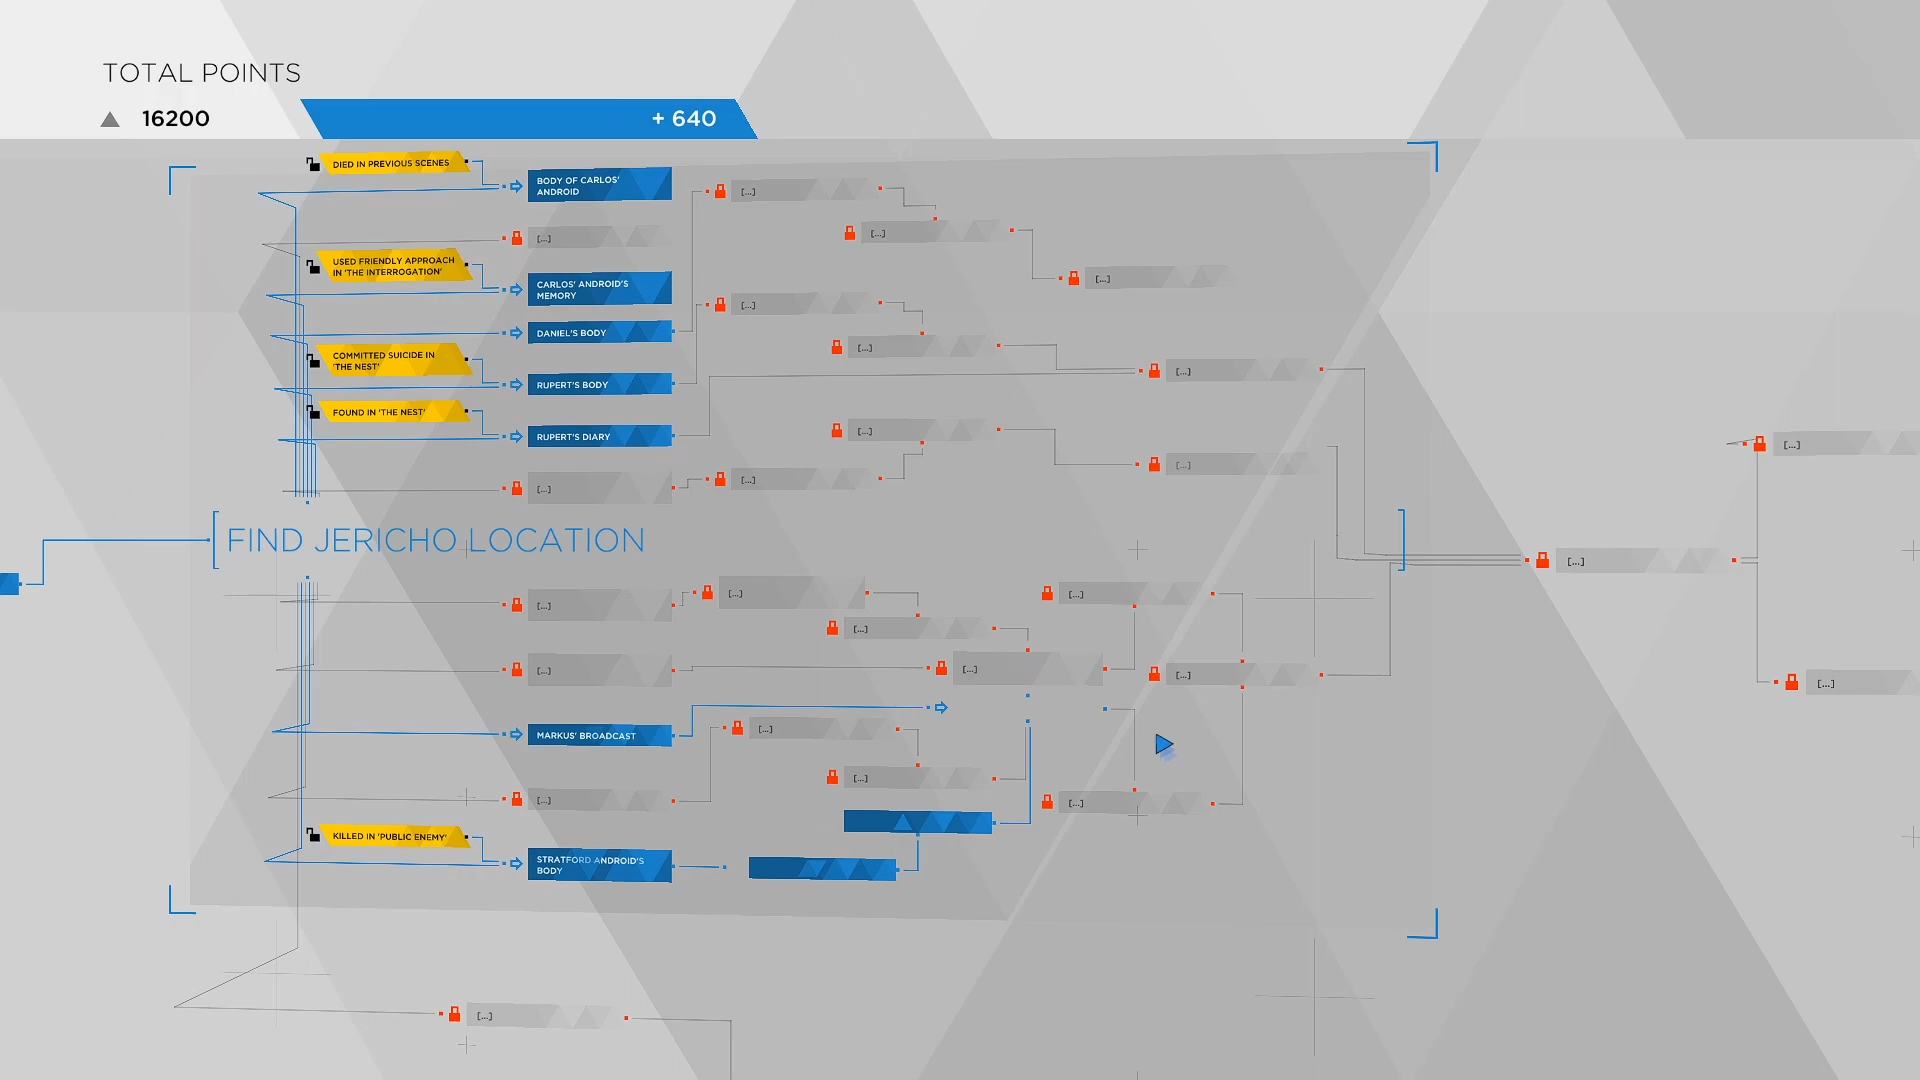 TOTAL POINTS
16200
+ 640
DIED IN PREVIOUS SCENES
BODY OF CARLOS'
ANDROID
[...]
[...]
[...]
[...]
USED FRIENDLY APPROACH
IN 'THE INTERROGATION'
CARLOS' ANDROID'S
MEMORY
[...]
DANIEL'S BODY
[...]
COMMITTED SUICIDE IN
'THE NEST'
[...]
RUPERT'S BODY
FOUND IN 'THE NEST'
RUPERT'S DIARY
[...]
[...]
[...]
[...]
[...]
FIND JERICHO LOCATION
[...]
[...]
[...]
[...]
[...]
[...]
[...]
[...]
[...]
MARKUS' BROADCAST
[...]
[...]
[...]
[...]
KILLED IN 'PUBLIC ENEMY'
STRATFORD ANDROID'S
BODY
[...]